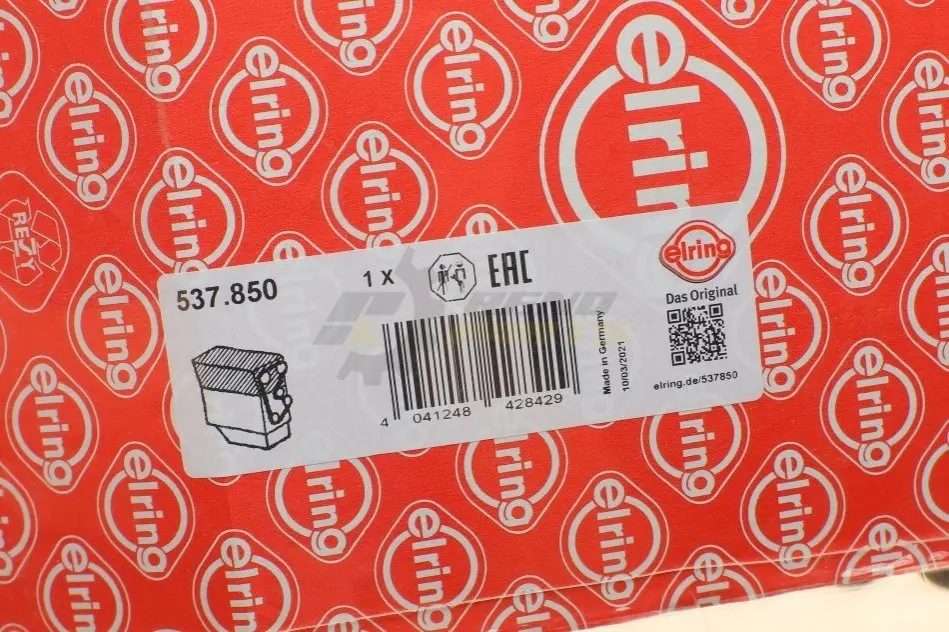 elring
RESY
537.850
1 X
EAC
elring
Das Original
Made in Germany
10/03/2021
elring.de/537850
4 041248 428429